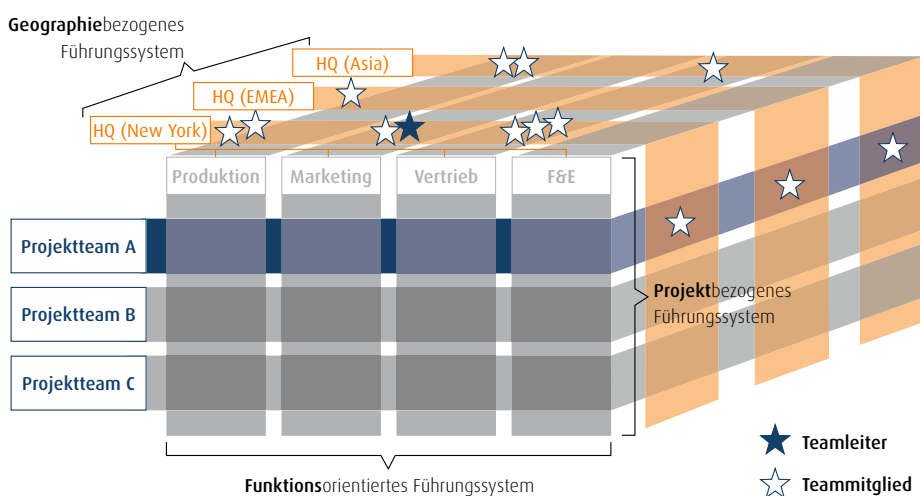 Geographiebezogenes
Führungssystem
HQ (Asia)
HQ (EMEA)
HQ (New York)
Produktion
Marketing
Vertrieb
F&E
Projektteam A
Projektteam B
Projektteam C
Projektbezogenes
Führungssystem
Funktionsorientiertes Führungssystem
Teamleiter
Teammitglied